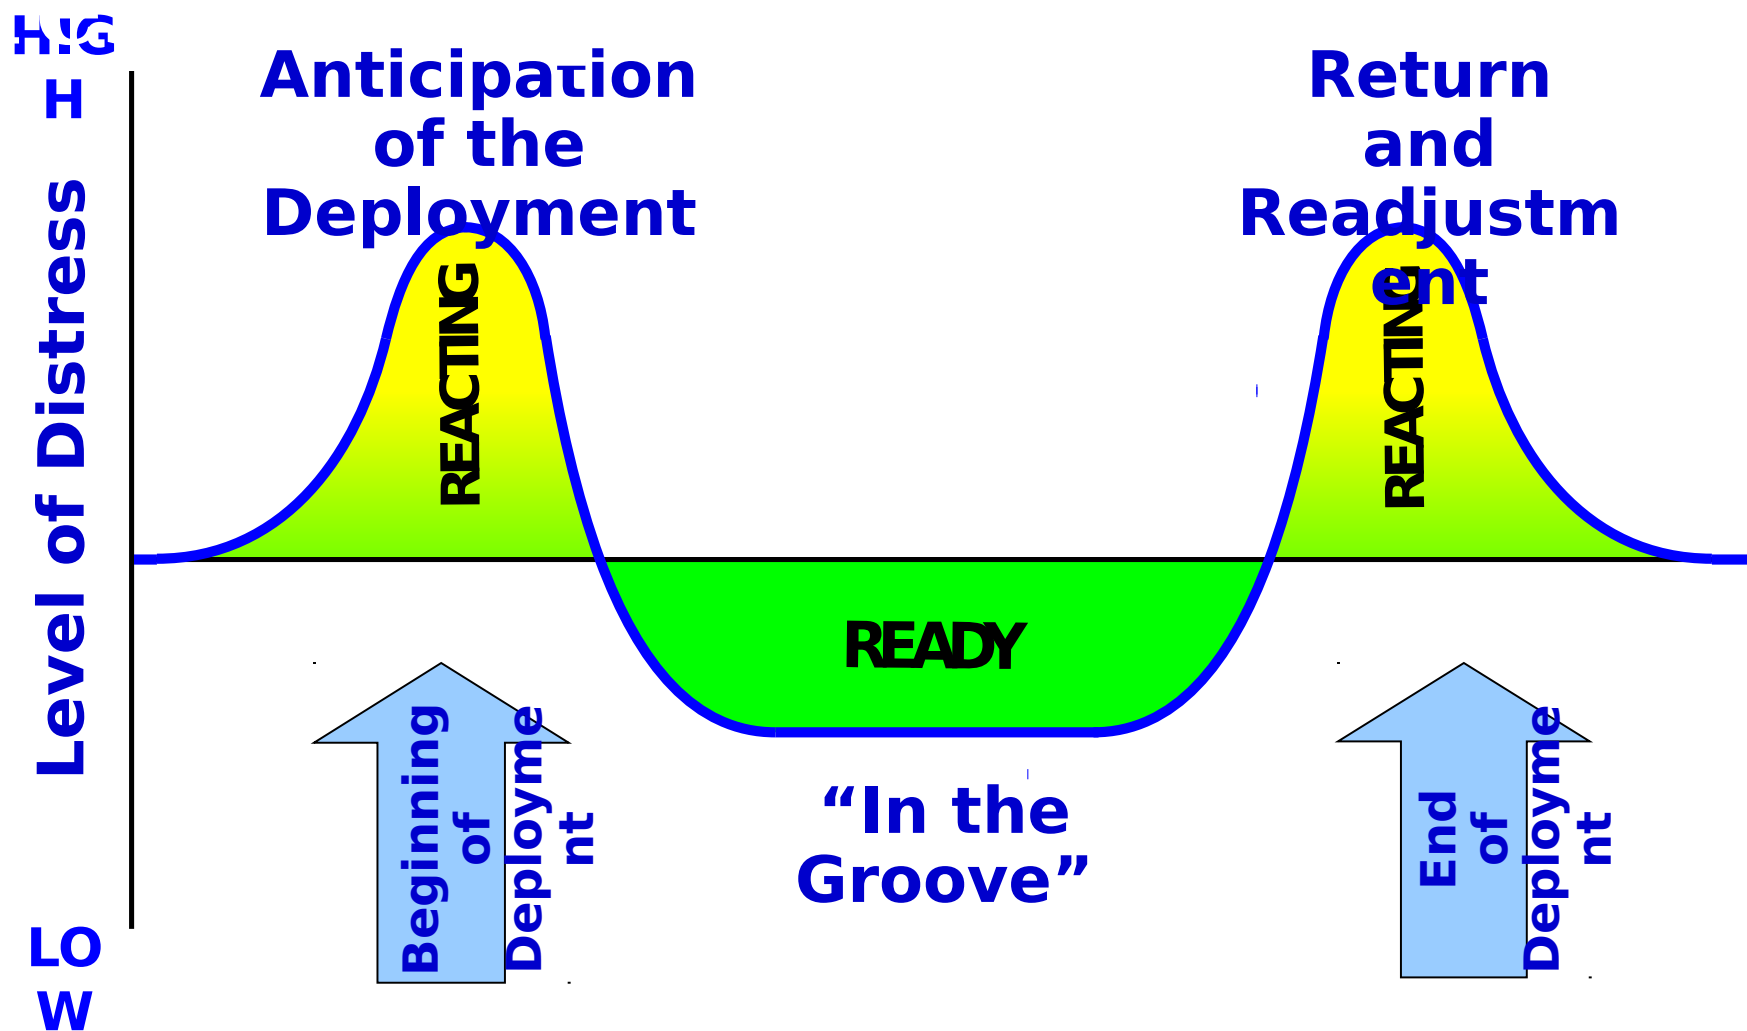 HIG
H
Level of Distress
LO
W
Anticipation
of the
Deployment
Return
and
Readjustm
ent
REACTING
REACTING
READY
“In the
Groove”
Beginning
of
Deployme
nt
End
of
Deployme
nt